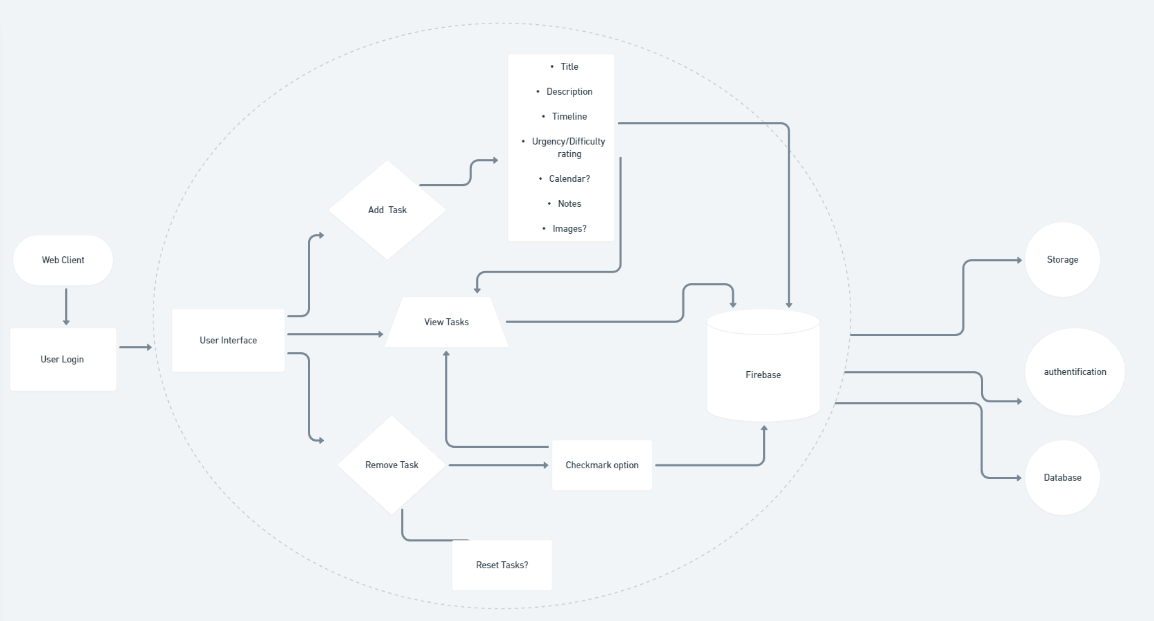 • Title
• Description
• Timeline
• Urgency/Difficulty
rating
• Calendar?
• Notes
• Images?
Add Task
Web Client
Storage
View Tasks
User Interface
User Login
authentification
Firebase
Remove Task
Checkmark option
Database
Reset Tasks?